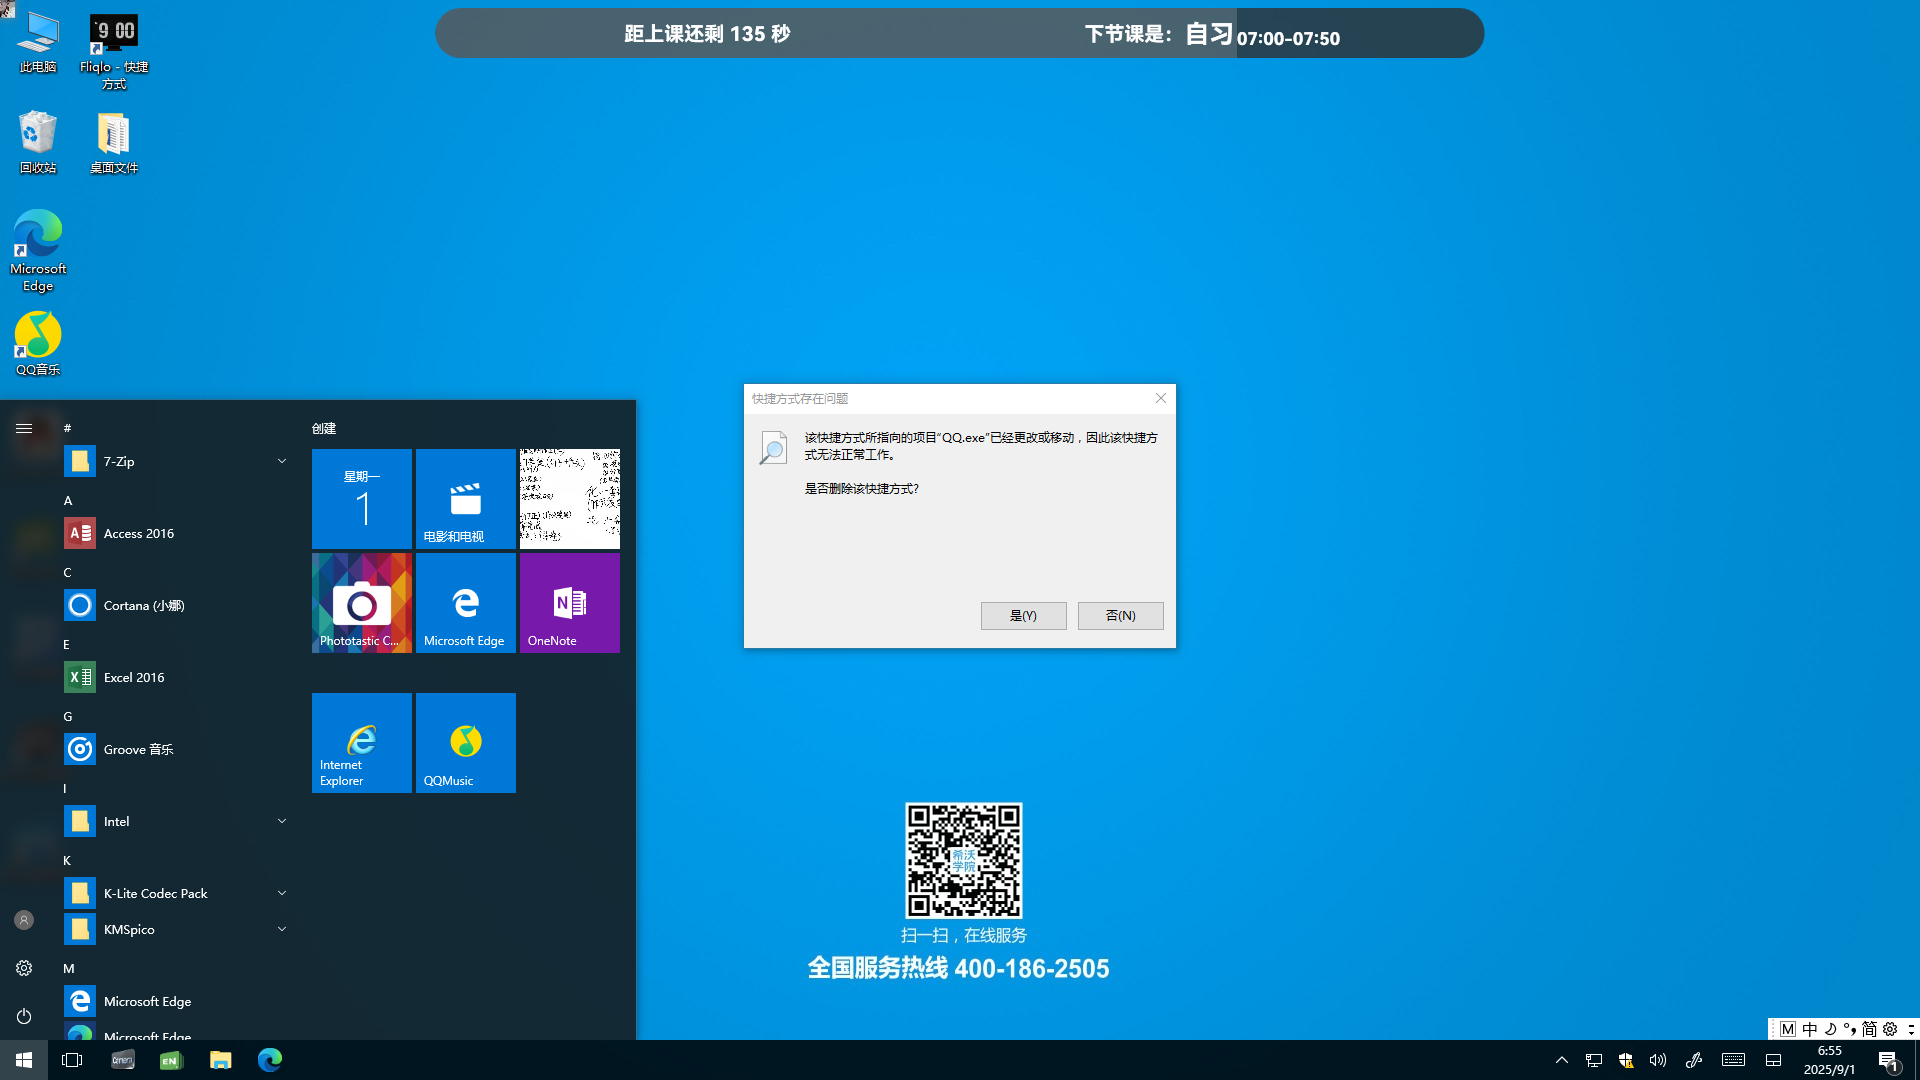 距上课还剩 135 秒
下节课是： 自习 07:00-07:50
9 00
此电脑
Fliqlo - 快捷
方式
回收站
桌面文件
Microsoft
Edge
QQ音乐
#
7-Zip
A
Access 2016
C
Cortana (小娜)
E
Excel 2016
G
Groove 音乐
I
Intel
K
K-Lite Codec Pack
KMSpico
M
Microsoft Edge
Microsoft Edge
创建
星期一
1
电影和电视
Phototastic C...
Microsoft Edge
OneNote
Internet
Explorer
QQMusic
快捷方式存在问题
该快捷方式所指向的项目“QQ.exe”已经更改或移动，因此该快捷方
式无法正常工作。
是否删除该快捷方式?
是(Y)
否(N)
希沃
学院
扫一扫，在线服务
全国服务热线 400-186-2505
M 中 简
Camera
EN
6:55
2025/9/1
1